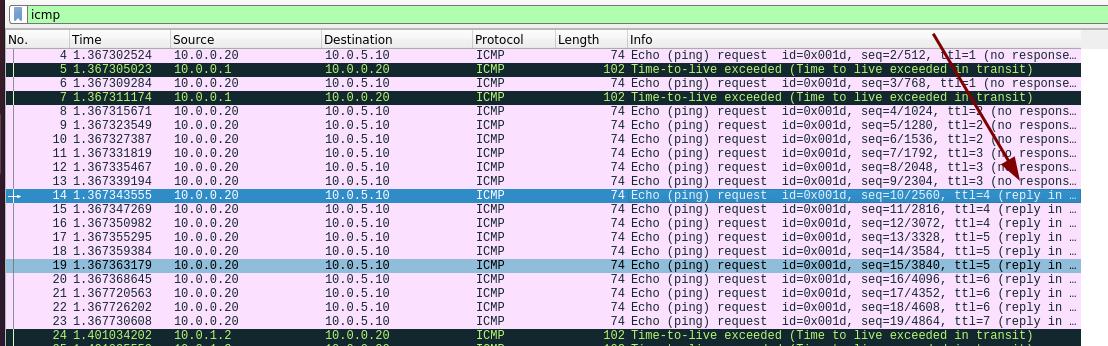 icmp
No. Time Source Destination Protocol Length Info
4 1.367302524 10.0.0.20 10.0.5.10 ICMP 74 Echo (ping) request id=0x001d, seq=2/512, ttl=1 (no response…
5 1.367305023 10.0.0.1 10.0.0.20 ICMP 102 Time-to-live exceeded (Time to live exceeded in transit)
6 1.367309284 10.0.0.20 10.0.5.10 ICMP 74 Echo (ping) request id=0x001d, seq=3/768, ttl=1 (no response…
7 1.367311174 10.0.0.1 10.0.0.20 ICMP 102 Time-to-live exceeded (Time to live exceeded in transit)
8 1.367315671 10.0.0.20 10.0.5.10 ICMP 74 Echo (ping) request id=0x001d, seq=4/1024, ttl=2 (no respons…
9 1.367323549 10.0.0.20 10.0.5.10 ICMP 74 Echo (ping) request id=0x001d, seq=5/1280, ttl=2 (no respons…
10 1.367327387 10.0.0.20 10.0.5.10 ICMP 74 Echo (ping) request id=0x001d, seq=6/1536, ttl=2 (no respons…
11 1.367331819 10.0.0.20 10.0.5.10 ICMP 74 Echo (ping) request id=0x001d, seq=7/1792, ttl=3 (no respons…
12 1.367335467 10.0.0.20 10.0.5.10 ICMP 74 Echo (ping) request id=0x001d, seq=8/2048, ttl=3 (no respons…
13 1.367339194 10.0.0.20 10.0.5.10 ICMP 74 Echo (ping) request id=0x001d, seq=9/2304, ttl=3 (no respons…
14 1.367343555 10.0.0.20 10.0.5.10 ICMP 74 Echo (ping) request id=0x001d, seq=10/2560, ttl=4 (reply in …
15 1.367347269 10.0.0.20 10.0.5.10 ICMP 74 Echo (ping) request id=0x001d, seq=11/2816, ttl=4 (reply in …
16 1.367350982 10.0.0.20 10.0.5.10 ICMP 74 Echo (ping) request id=0x001d, seq=12/3072, ttl=4 (reply in …
17 1.367355295 10.0.0.20 10.0.5.10 ICMP 74 Echo (ping) request id=0x001d, seq=13/3328, ttl=5 (reply in …
18 1.367359384 10.0.0.20 10.0.5.10 ICMP 74 Echo (ping) request id=0x001d, seq=14/3584, ttl=5 (reply in …
19 1.367363179 10.0.0.20 10.0.5.10 ICMP 74 Echo (ping) request id=0x001d, seq=15/3840, ttl=5 (reply in …
20 1.367368645 10.0.0.20 10.0.5.10 ICMP 74 Echo (ping) request id=0x001d, seq=16/4096, ttl=6 (reply in …
21 1.367720563 10.0.0.20 10.0.5.10 ICMP 74 Echo (ping) request id=0x001d, seq=17/4352, ttl=6 (reply in …
22 1.367726202 10.0.0.20 10.0.5.10 ICMP 74 Echo (ping) request id=0x001d, seq=18/4608, ttl=6 (reply in …
23 1.367730608 10.0.0.20 10.0.5.10 ICMP 74 Echo (ping) request id=0x001d, seq=19/4864, ttl=7 (reply in …
24 1.401034202 10.0.1.2 10.0.0.20 ICMP 102 Time-to-live exceeded (Time to live exceeded in transit)